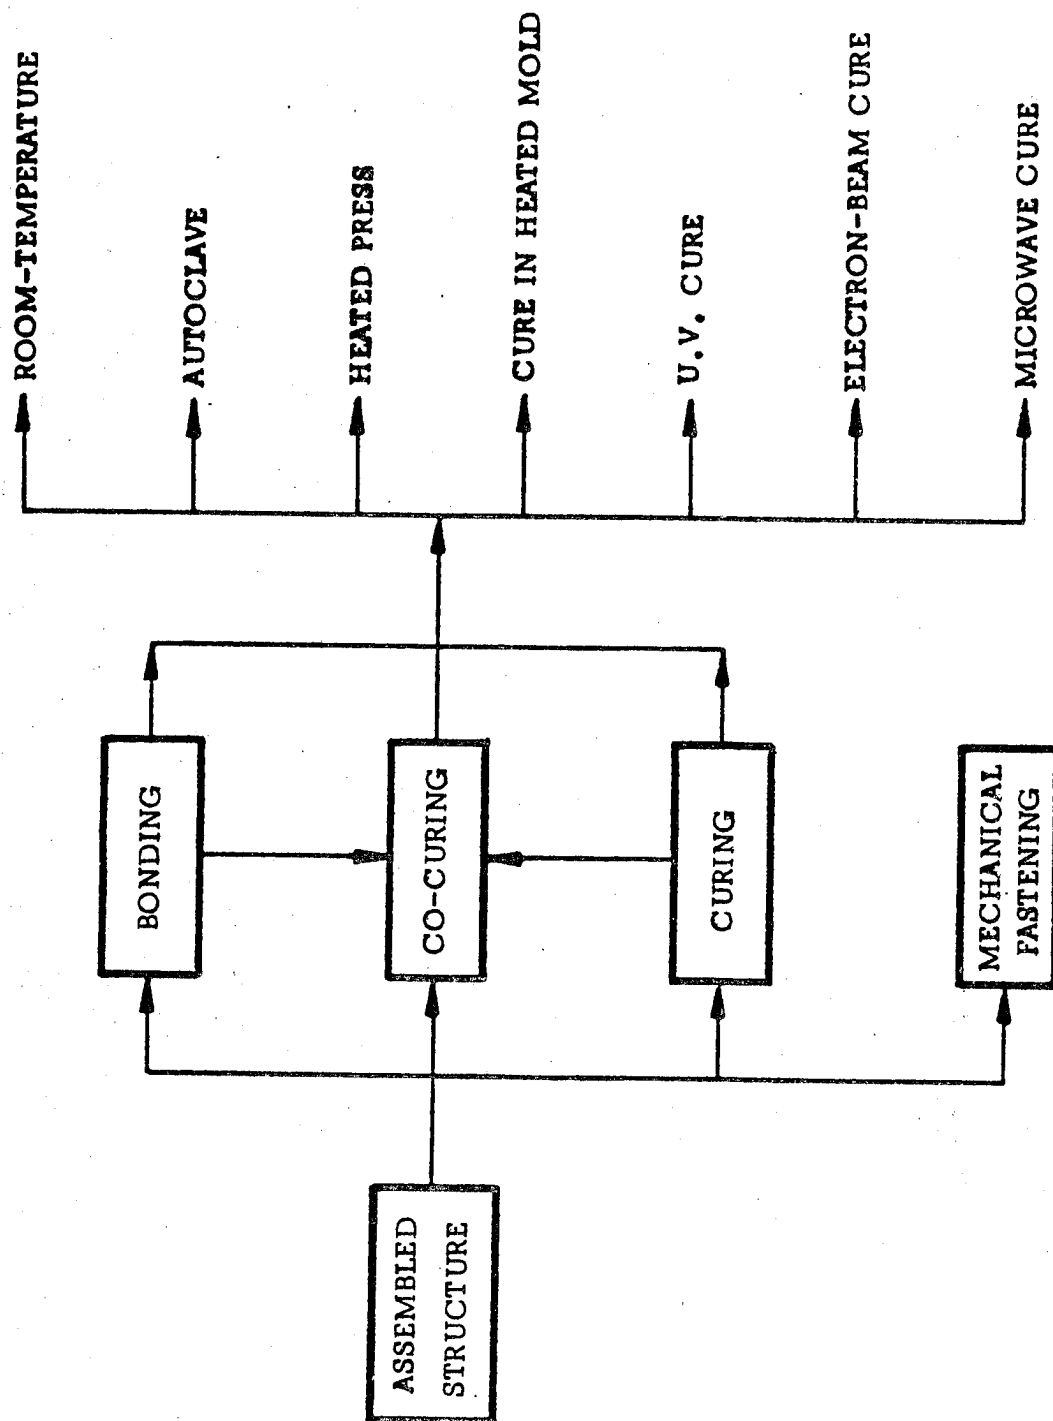 ASSEMBLED
STRUCTURE
BONDING
CO-CURING
CURING
MECHANICAL
FASTENING
ROOM-TEMPERATURE
AUTOCLAVE
HEATED PRESS
CURE IN HEATED MOLD
U.V. CURE
ELECTRON-BEAM CURE
MICROWAVE CURE